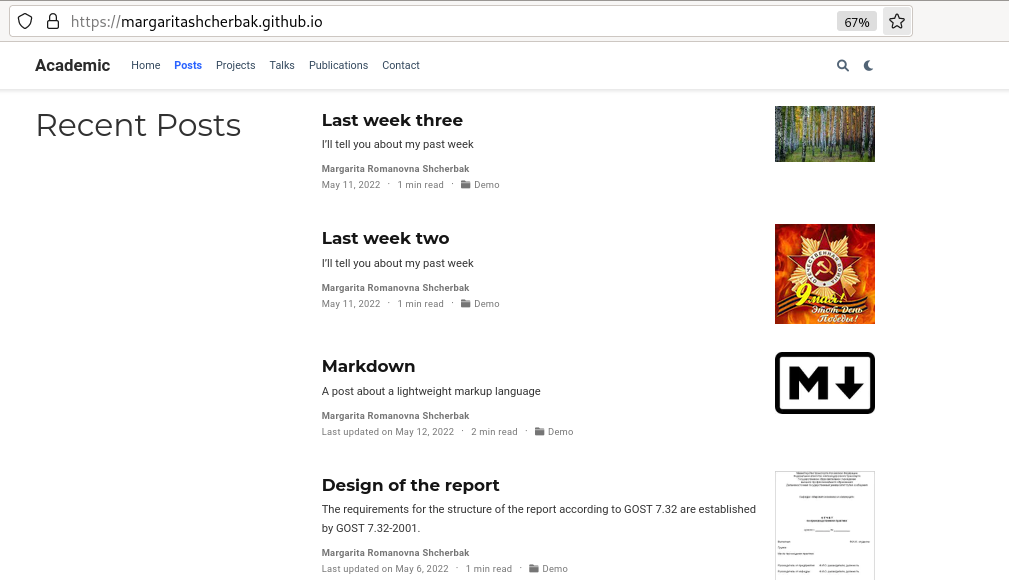 https://margaritashcherbak.github.io
67%
Academic
Home
Posts
Projects
Talks
Publications
Contact
Recent Posts
Last week three
I'll tell you about my past week
Margarita Romanovna Shcherbak
May 11, 2022 · 1 min read · Demo
Last week two
I'll tell you about my past week
Margarita Romanovna Shcherbak
May 11, 2022 · 1 min read · Demo
9 мая!
Этот День
Победы!
Markdown
A post about a lightweight markup language
Margarita Romanovna Shcherbak
Last updated on May 12, 2022 · 2 min read · Demo
M
Design of the report
The requirements for the structure of the report according to GOST 7.32 are established
by GOST 7.32-2001.
Margarita Romanovna Shcherbak
Last updated on May 6, 2022 · 1 min read · Demo